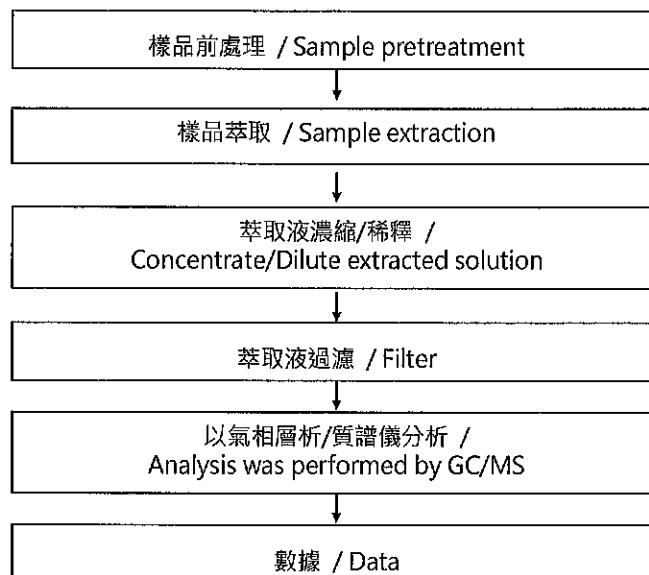 樣品前處理 / Sample pretreatment
樣品萃取 / Sample extraction
萃取液濃縮/稀釋 /
Concentrate/Dilute extracted solution
萃取液過濾 / Filter
以氣相層析/質譜儀分析 /
Analysis was performed by GC/MS
數據 / Data